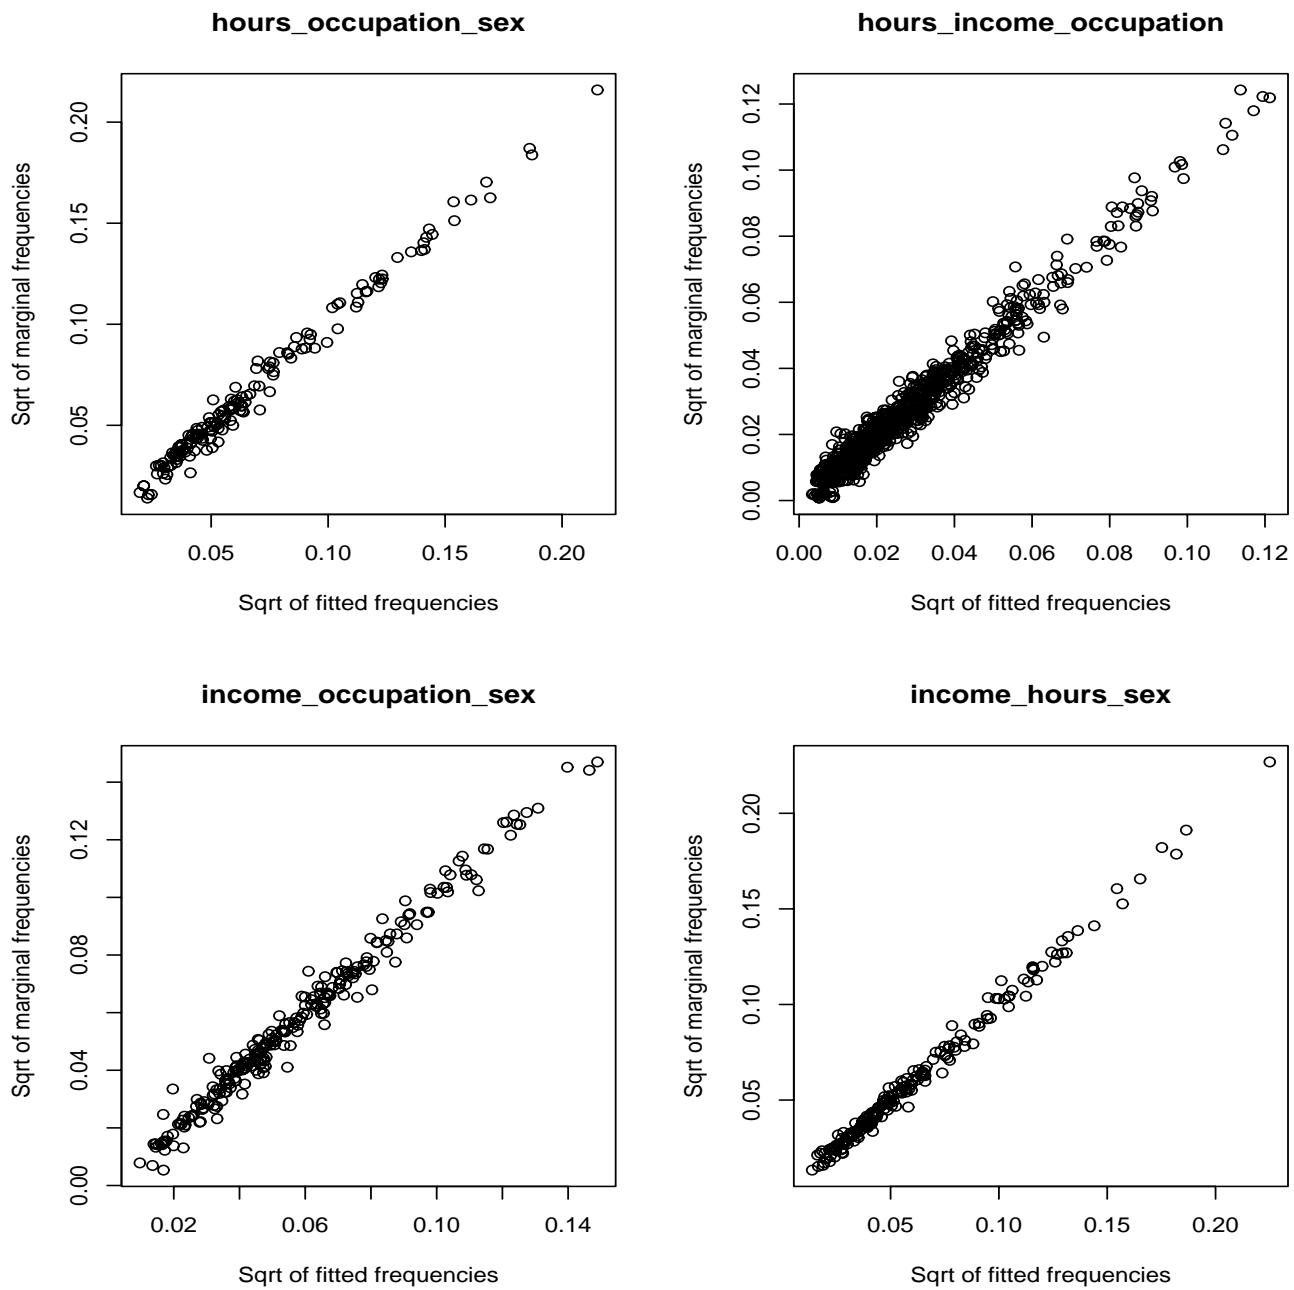 hours_occupation_sex
Sqrt of marginal frequencies
0.20
0.15
0.10
0.05
0.05 0.10 0.15 0.20
Sqrt of fitted frequencies
hours_income_occupation
Sqrt of marginal frequencies
0.12
0.10
0.08
0.06
0.04
0.02
0.00
0.00 0.02 0.04 0.06 0.08 0.10 0.12
Sqrt of fitted frequencies
income_occupation_sex
Sqrt of marginal frequencies
0.12
0.08
0.04
0.00
0.02 0.06 0.10 0.14
Sqrt of fitted frequencies
income_hours_sex
Sqrt of marginal frequencies
0.20
0.15
0.10
0.05
0.05 0.10 0.15 0.20
Sqrt of fitted frequencies